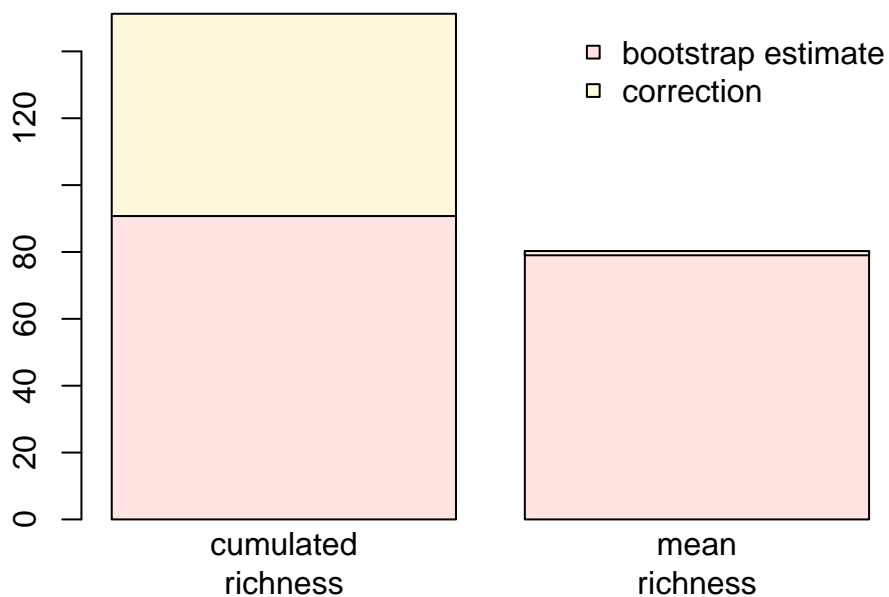 bootstrap estimate
correction
120
80
60
40
20
0
cumulated
richness
mean
richness